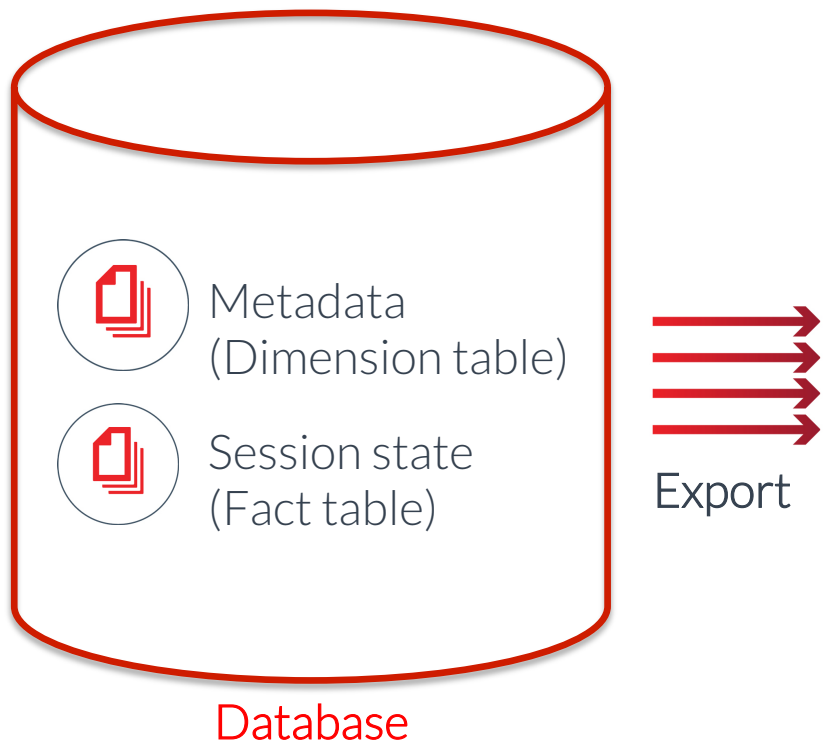 Metadata
(Dimension table)
Session state
(Fact table)
Export
Database